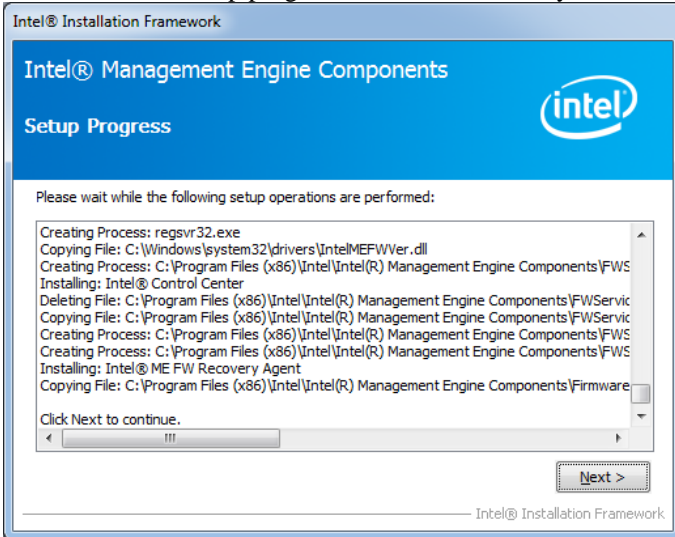 Intel® Installation Framework
Intel® Management Engine Components
intel
Setup Progress
Please wait while the following setup operations are performed:
Creating Process: regsvr32.exe
Copying File: C:\Windows\system32\drivers\IntelMEFWVer.dll
Creating Process: C:\Program Files (x86)\Intel\Intel(R) Management Engine Components\FWS
Installing: Intel® Control Center
Deleting File: C:\Program Files (x86)\Intel\Intel(R) Management Engine Components\FWServic
Copying File: C:\Program Files (x86)\Intel\Intel(R) Management Engine Components\FWServic
Creating Process: C:\Program Files (x86)\Intel\Intel(R) Management Engine Components\FWS
Creating Process: C:\Program Files (x86)\Intel\Intel(R) Management Engine Components\FWS
Installing: Intel® ME FW Recovery Agent
Copying File: C:\Program Files (x86)\Intel\Intel(R) Management Engine Components\Firmware
Click Next to continue.
Next >
Intel® Installation Framework